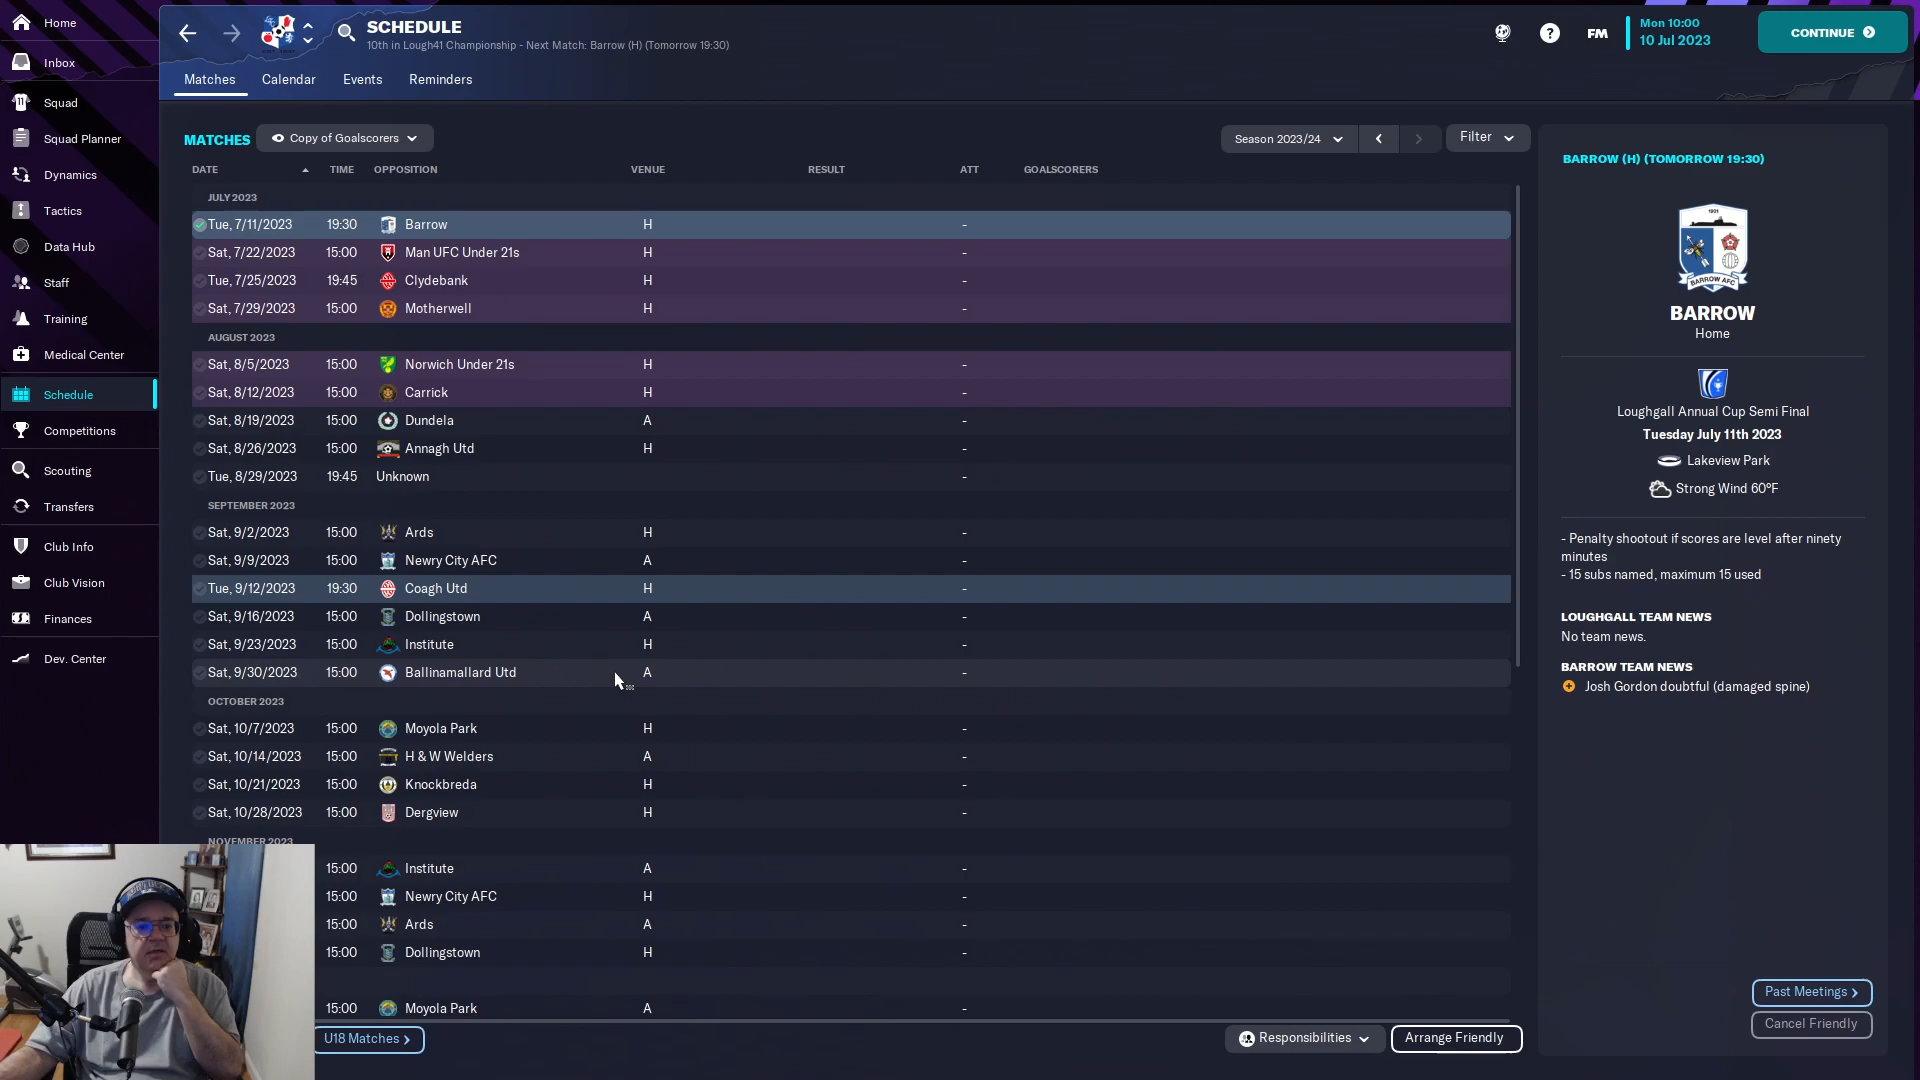 Home
Inbox
Squad
Squad Planner
Dynamics
Tactics
Data Hub
Staff
Training
Medical Center
Schedule
Competitions
Scouting
Transfers
Club Info
Club Vision
Finances
Dev. Center
SCHEDULE
10th in Lough41 Championship - Next Match: Barrow (H) (Tomorrow 19:30)
FM
Mon 10:00
10 Jul 2023
CONTINUE
Matches Calendar Events Reminders
MATCHES Copy of Goalscorers Season 2023/24 Filter
DATE TIME OPPOSITION VENUE RESULT ATT GOALSCORERS
JULY 2023
Tue, 7/11/2023 19:30 Barrow H -
Sat, 7/22/2023 15:00 Man UFC Under 21s H -
Tue, 7/25/2023 19:45 Clydebank H -
Sat, 7/29/2023 15:00 Motherwell H -
AUGUST 2023
Sat, 8/5/2023 15:00 Norwich Under 21s H -
Sat, 8/12/2023 15:00 Carrick H -
Sat, 8/19/2023 15:00 Dundela A -
Sat, 8/26/2023 15:00 Annagh Utd H -
Tue, 8/29/2023 19:45 Unknown -
SEPTEMBER 2023
Sat, 9/2/2023 15:00 Ards H -
Sat, 9/9/2023 15:00 Newry City AFC A -
Tue, 9/12/2023 19:30 Coagh Utd H -
Sat, 9/16/2023 15:00 Dollingstown A -
Sat, 9/23/2023 15:00 Institute H -
Sat, 9/30/2023 15:00 Ballinamallard Utd A -
OCTOBER 2023
Sat, 10/7/2023 15:00 Moyola Park H -
Sat, 10/14/2023 15:00 H & W Welders A -
Sat, 10/21/2023 15:00 Knockbreda H -
Sat, 10/28/2023 15:00 Dergview H -
NOVEMBER 2023
15:00 Institute A -
15:00 Newry City AFC H -
15:00 Ards A -
15:00 Dollingstown H -
15:00 Moyola Park A -
U18 Matches
Responsibilities
Arrange Friendly
BARROW (H) (TOMORROW 19:30)
1901
BARROW AFC
BARROW
Home
Loughgall Annual Cup Semi Final
Tuesday July 11th 2023
Lakeview Park
Strong Wind 60ºF
- Penalty shootout if scores are level after ninety
minutes
- 15 subs named, maximum 15 used
LOUGHGALL TEAM NEWS
No team news.
BARROW TEAM NEWS
Josh Gordon doubtful (damaged spine)
Past Meetings
Cancel Friendly